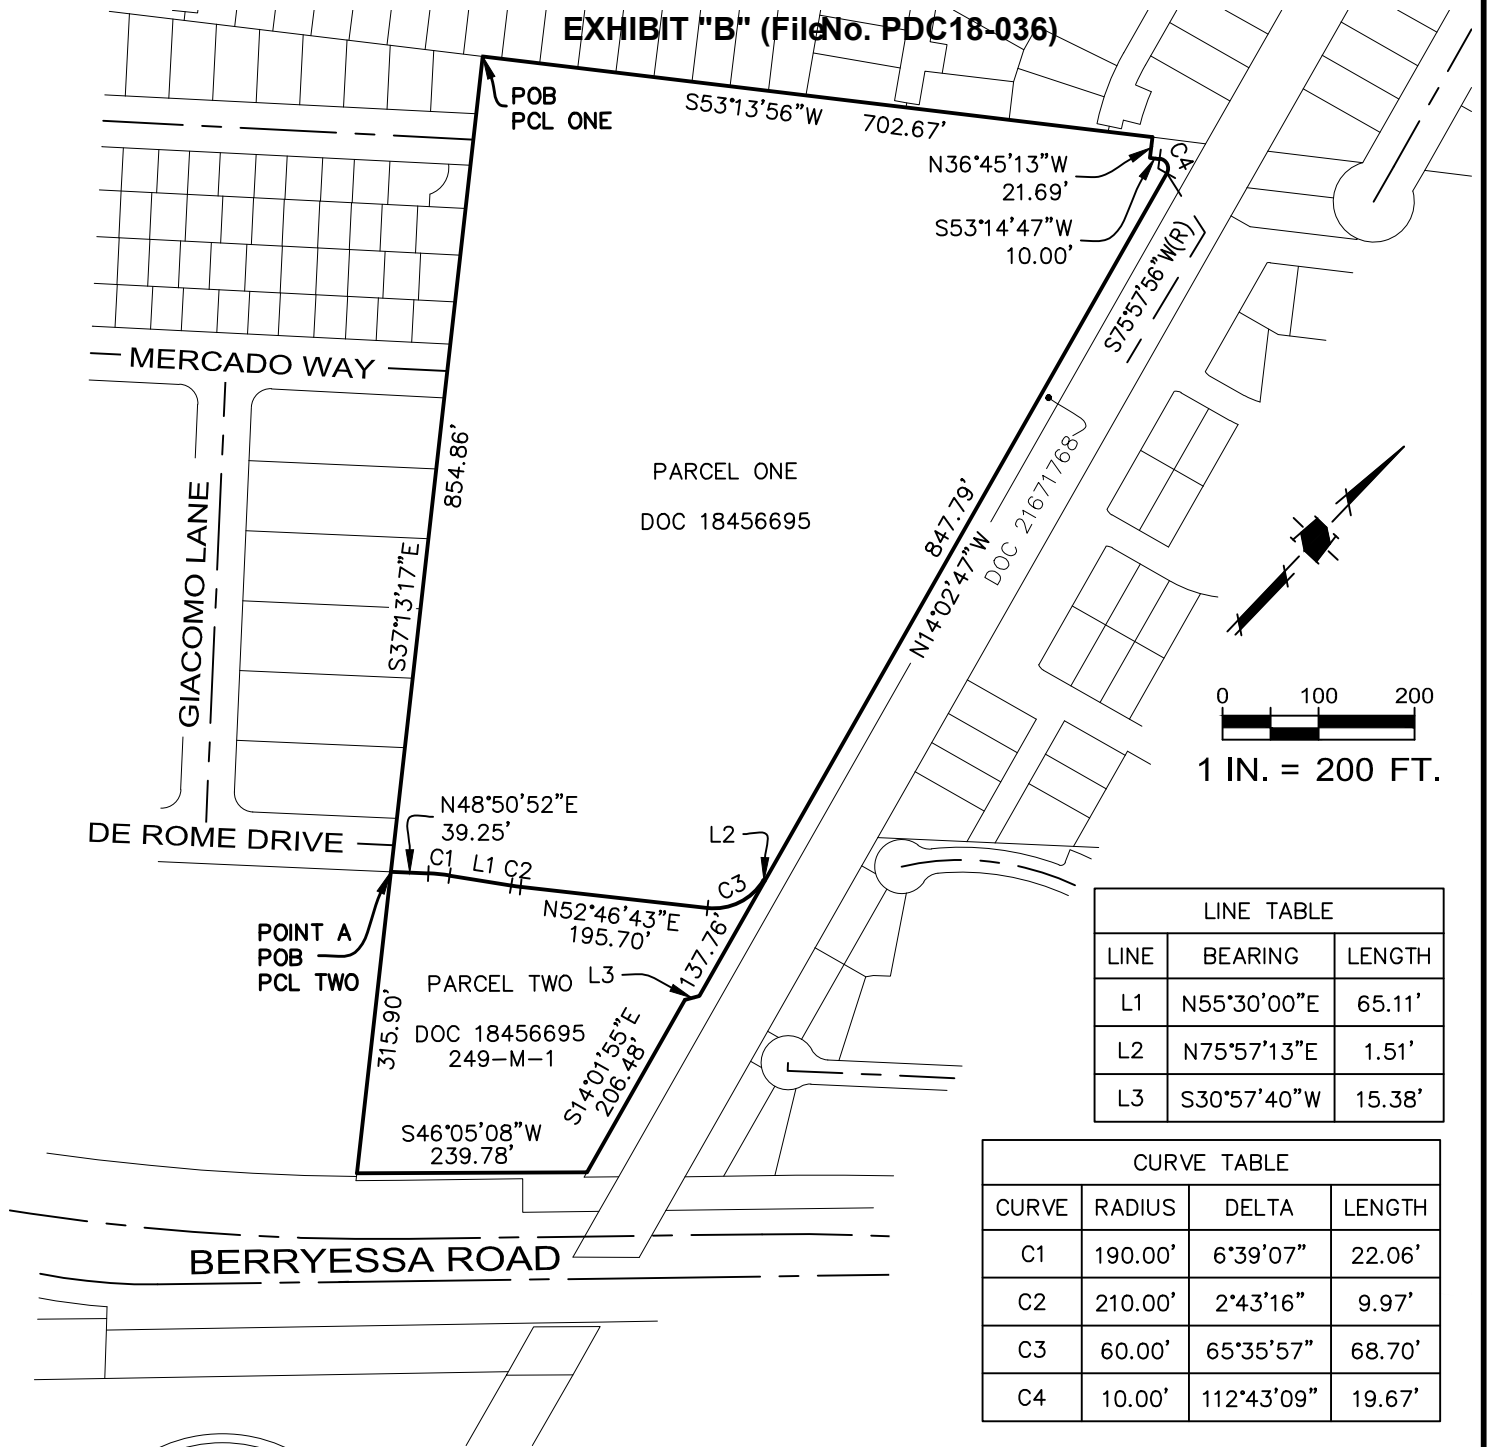 EXHIBIT "B" (File No. PDC18-036)
POB
PCL ONE
S53°13'56"W 702.67'
C4
N36°45'13"W
21.69'
S53°14'47"W
10.00'
S75°57'56"W(R)
MERCADO WAY
GIACOMO LANE
854.86'
S37°13'17"E
PARCEL ONE
DOC 18456695
847.79'
N14°02'47"W
DOC 21671768
0 100 200
1 IN. = 200 FT.
DE ROME DRIVE
N48°50'52"E
39.25'
C1 L1 C2
L2
C3
N52°46'43"E
195.70'
POINT A
POB
PCL TWO
137.76'
L3
PARCEL TWO
DOC 18456695
249-M-1
315.90'
S14°01'55"E
206.48'
S46°05'08"W
239.78'
BERRYESSA ROAD
LINE TABLE
LINE BEARING LENGTH
L1 N55°30'00"E 65.11'
L2 N75°57'13"E 1.51'
L3 S30°57'40"W 15.38'
CURVE TABLE
CURVE RADIUS DELTA LENGTH
C1 190.00' 6°39'07" 22.06'
C2 210.00' 2°43'16" 9.97'
C3 60.00' 65°35'57" 68.70'
C4 10.00' 112°43'09" 19.67'